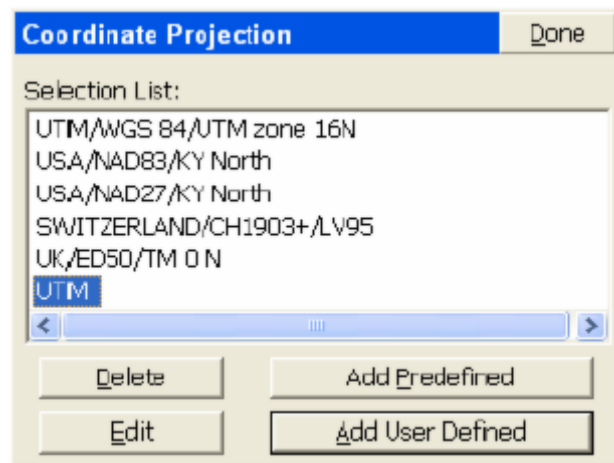 Coordinate Projection Done
Selection List:
UTM/WGS 84/UTM zone 16N
USA/NAD83/KY North
USA/NAD27/KY North
SWITZERLAND/CH1903+/LV95
UK/ED50/TM 0 N
UTM
Delete Add Predefined
Edit Add User Defined